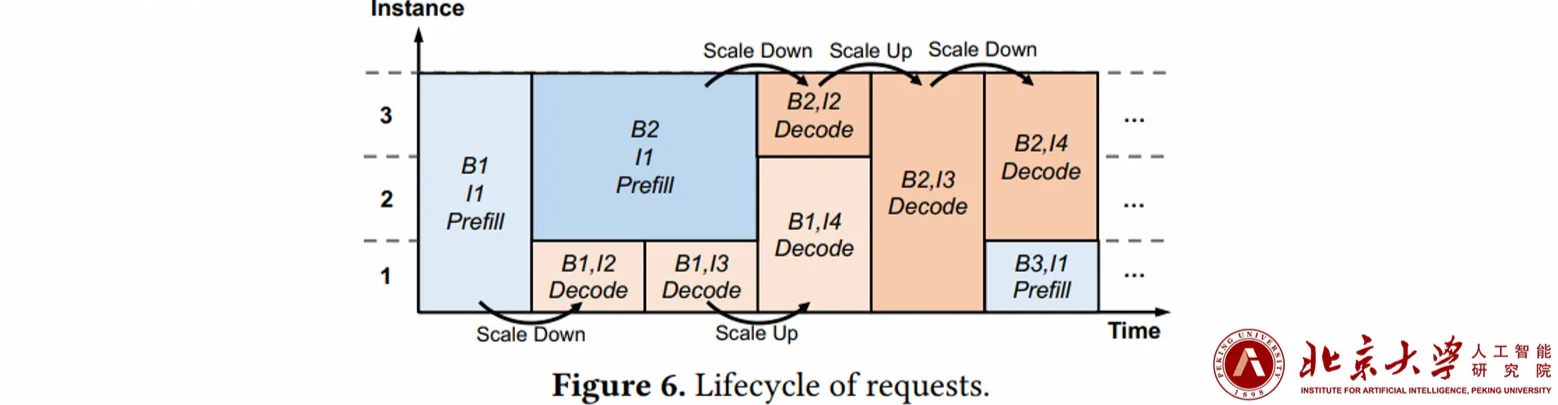 Instance
Scale Down
Scale Up
Scale Down
3
2
1
B1
I1
Prefill
B2
I1
Prefill
B1,I2
Decode
B1,I3
Decode
B2,I2
Decode
B1,I4
Decode
B2,I3
Decode
B2,I4
Decode
B3,I1
Prefill
...
...
...
Scale Down
Scale Up
Time
Figure 6. Lifecycle of requests.
PEKING UNIVERSITY
1898
北京大学
人工智能
研究院
INSTITUTE FOR ARTIFICIAL INTELLIGENCE, PEKING UNIVERSITY